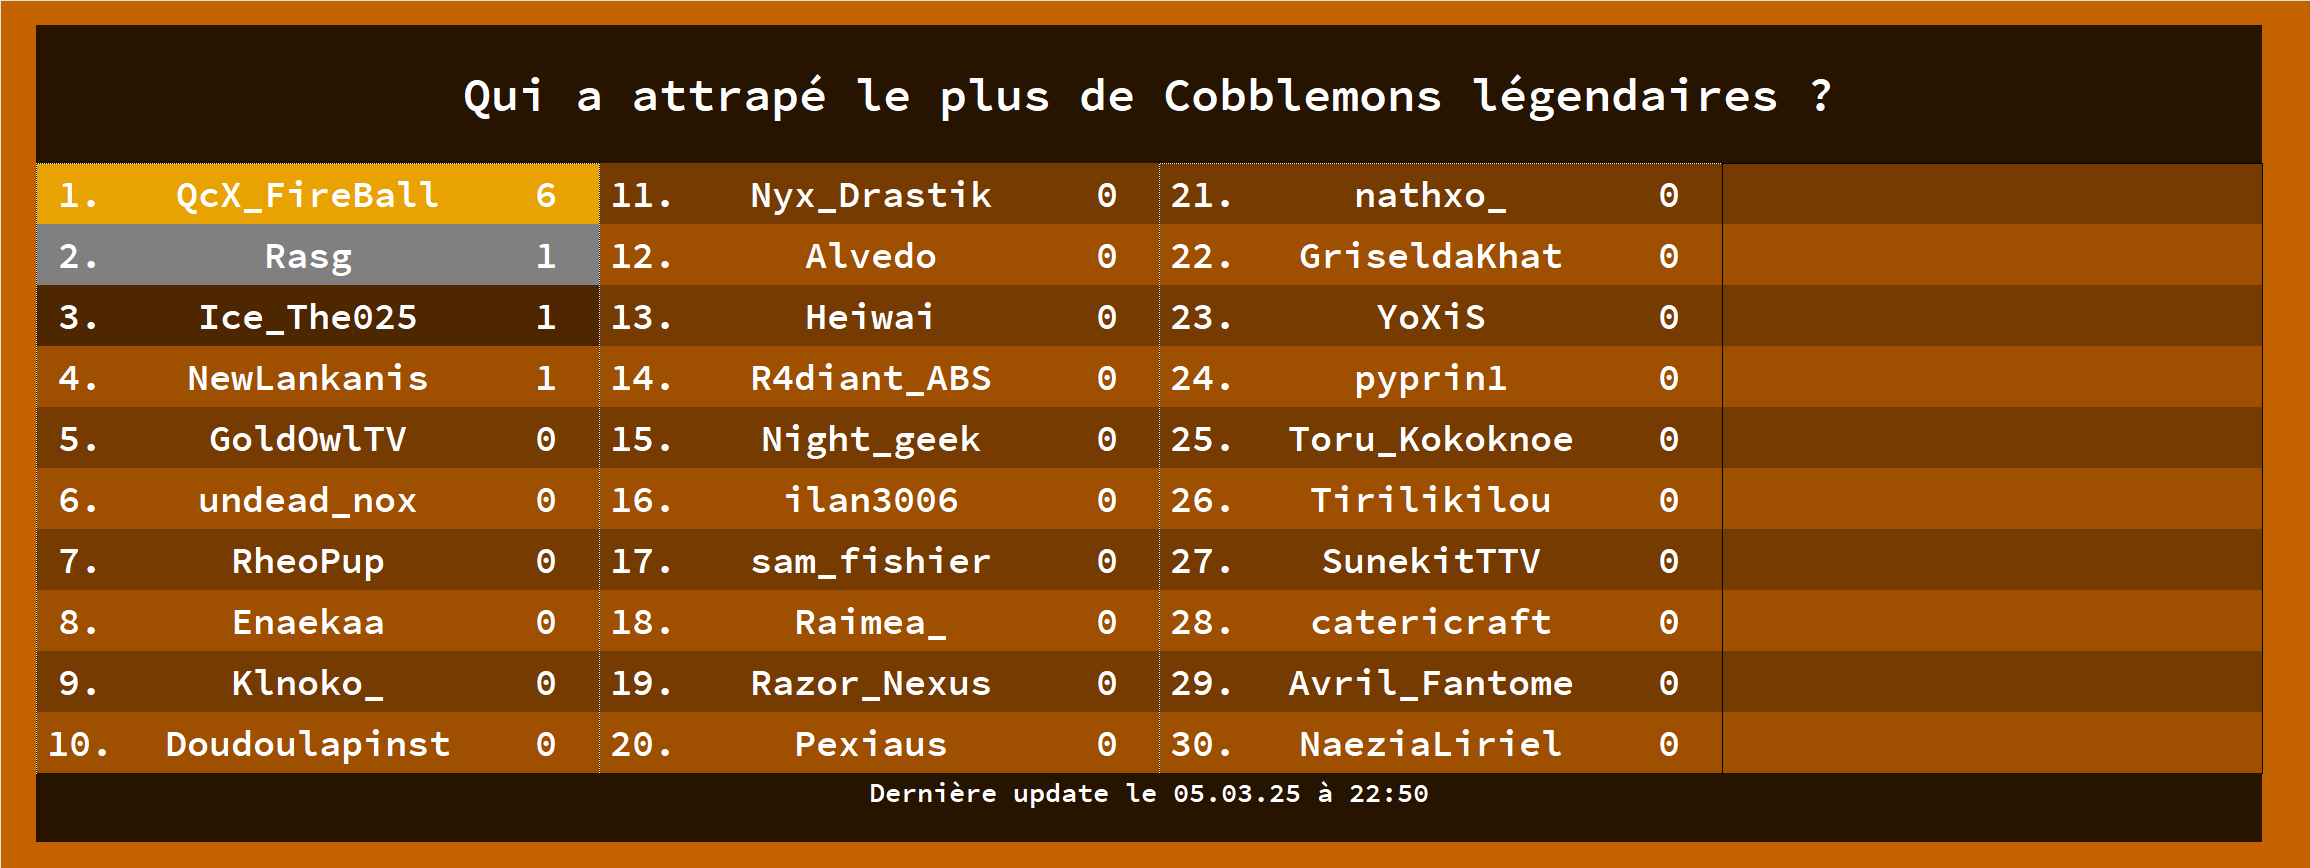 Qui a attrapé le plus de Cobblemons légendaires ?
1. QcX_FireBall 6
2. Rasg 1
3. Ice_The025 1
4. NewLankanis 1
5. GoldOwlTV 0
6. undead_nox 0
7. RheoPup 0
8. Enaekaa 0
9. Klnoko_ 0
10. Doudoulapinst 0
11. Nyx_Drastik 0
12. Alvedo 0
13. Heiwai 0
14. R4diant_ABS 0
15. Night_geek 0
16. ilan3006 0
17. sam_fishier 0
18. Raimea_ 0
19. Razor_Nexus 0
20. Pexiaus 0
21. nathxo_ 0
22. GriseldaKhat 0
23. YoXiS 0
24. pyprin1 0
25. Toru_Kokoknoe 0
26. Tirilikilou 0
27. SunekitTTV 0
28. catericraft 0
29. Avril_Fantome 0
30. NaeziaLiriel 0
Dernière update le 05.03.25 à 22:50